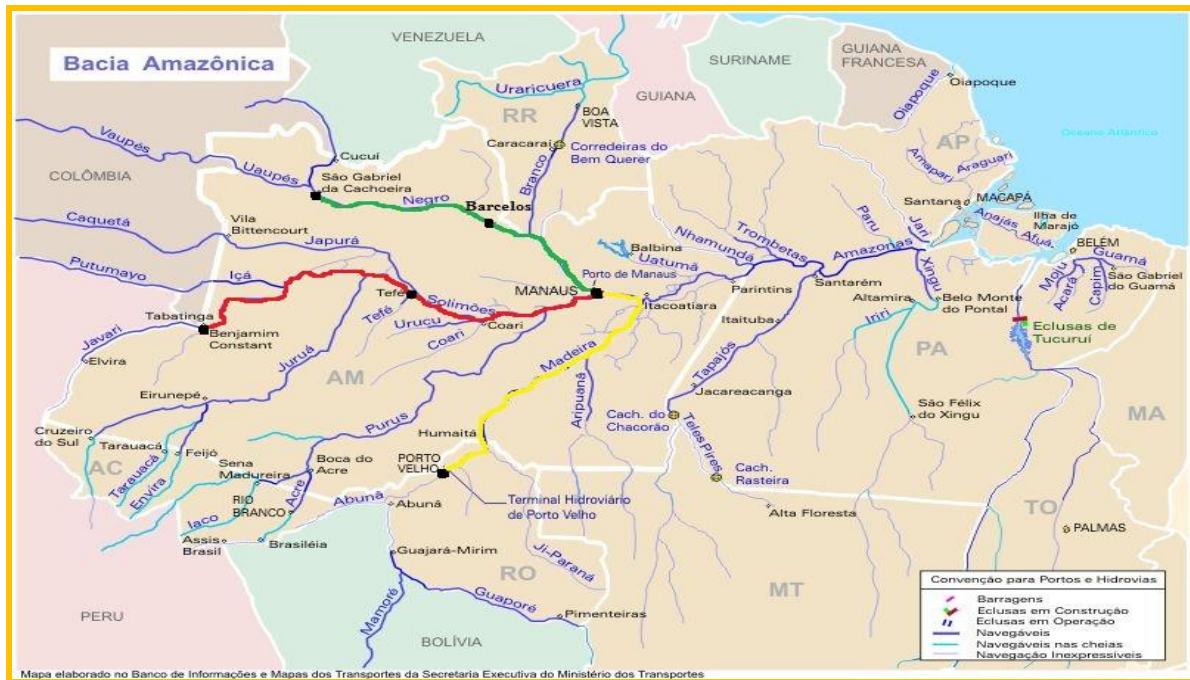 Bacia Amazônica
VENEZUELA
SURINAME
GUIANA
FRANCESA
GUIANA
COLÔMBIA
PERU
BOLÍVIA
Oceano Atlântico
Oiapoque
Oiapoque
Uraricuera
RR
BOA
VISTA
Caracaraí
Corredeiras do
Bem Querer
Branco
AP
Amapari
Araguari
Vaupés
Uaupés
Cucuí
São Gabriel
da Cachoeira
Negro
Barcelos
Santana
MACAPÁ
Anajás
Afuá
Ilha de
Marajó
Caquetá
Vila
Bittencourt
Japurá
Putumayo
Içá
Balbina
Uatumã
Nhamundá
Trombetas
Paru
Jari
Amazonas
Xingu
BELÉM
Guamá
Moju
Acará
Capim
São Gabriel
do Guamá
Porto de Manaus
MANAUS
Itacoatiara
Parintins
Santarém
Altamira
Belo Monte
do Pontal
Tabatinga
Benjamim
Constant
Tefé
Tefé
Solimões
Urucu
Coari
Coari
Javari
Elvira
Juruá
AM
Madeira
Itaituba
Iriri
Eclusas de
Tucuruí
PA
Tapajós
Jacareacanga
Eirunepé
Purus
Aripuanã
Cach. do
Chacorão
São Félix
do Xingu
MA
Cruzeiro
do Sul
Tarauacá
Feijó
Humaitá
PORTO
VELHO
Teles Pires
Cach.
Rasteira
AC
Tarauacá
Envira
Sena
Madureira
Boca do
Acre
Abunã
Abunã
Terminal Hidroviário
de Porto Velho
Alta Floresta
TO
PALMAS
RIO
BRANCO
Acre
Iaco
Assis
Brasil
Brasiléia
Guajará-Mirim
Ji-Paraná
RO
MT
Mamoré
Guaporé
Pimenteiras
Convenção para Portos e Hidrovias
Barragens
Eclusas em Construção
Eclusas em Operação
Navegáveis
Navegáveis nas cheias
Navegação Inexpressíveis
Mapa elaborado no Banco de Informações e Mapas dos Transportes da Secretaria Executiva do Ministério dos Transportes